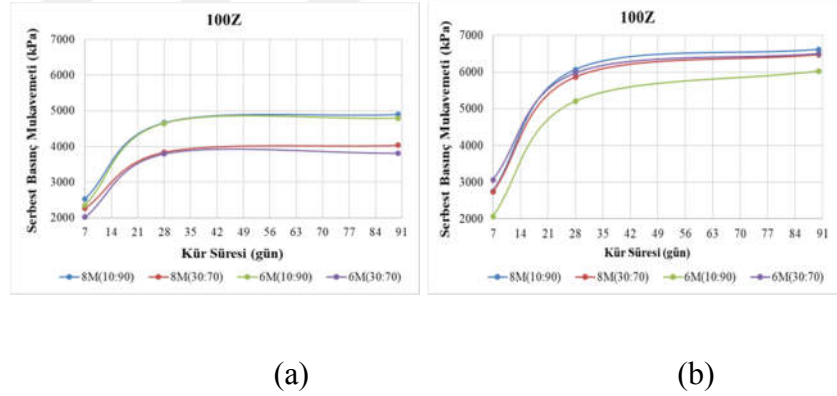 100Z
Serbest Basınç Mukavemeti (kPa)
7000
6000
5000
4000
3000
2000
7 14 21 28 35 42 49 56 63 70 77 84 91
Kür Süresi (gün)
8M(10:90) 8M(30:70) 6M(10:90) 6M(30:70)
(a)
100Z
Serbest Basınç Mukavemeti (kPa)
7000
6000
5000
4000
3000
2000
7 14 21 28 35 42 49 56 63 70 77 84 91
Kür Süresi (gün)
8M(10:90) 8M(30:70) 6M(10:90) 6M(30:70)
(b)